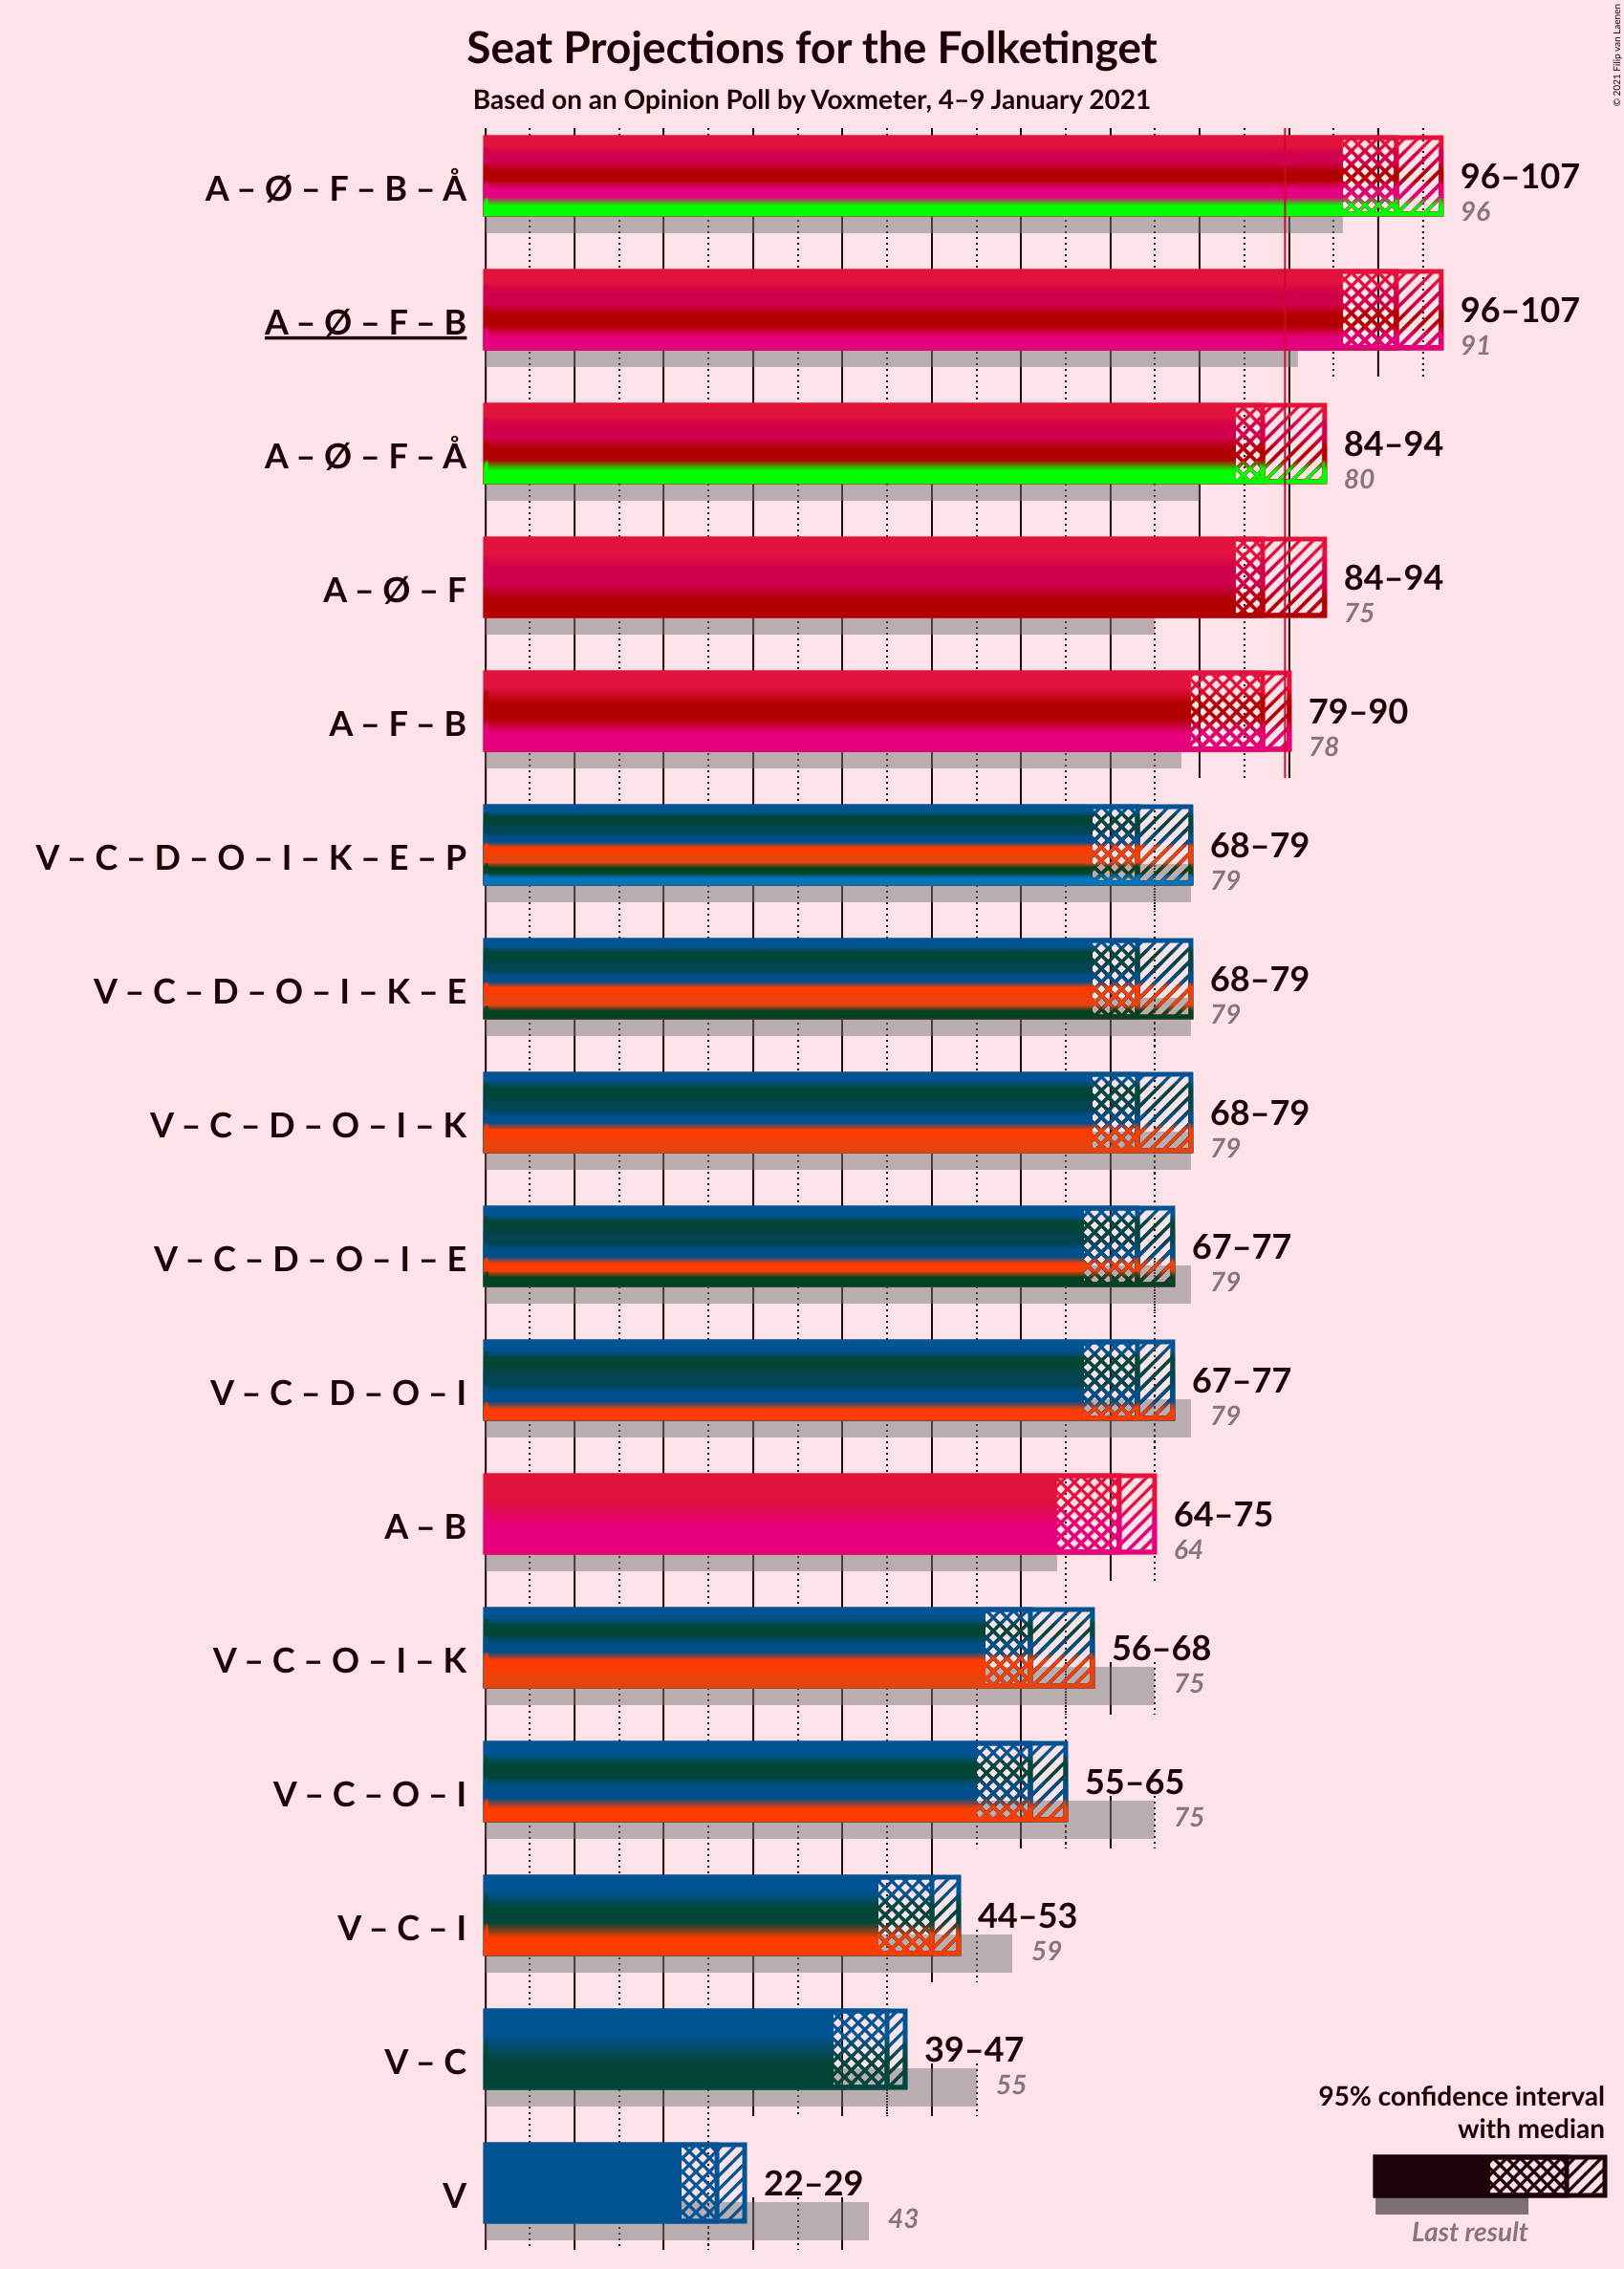 Seat Projections for the Folketinget
Based on an Opinion Poll by Voxmeter, 4–9 January 2021
© 2021 Filip van Laenen
A – Ø – F – B – Å
96–107
96
A – Ø – F – B
96–107
91
A – Ø – F – Å
84–94
80
A – Ø – F
84–94
75
A – F – B
79–90
78
V – C – D – O – I – K – E – P
68–79
79
V – C – D – O – I – K – E
68–79
79
V – C – D – O – I – K
68–79
79
V – C – D – O – I – E
67–77
79
V – C – D – O – I
67–77
79
A – B
64–75
64
V – C – O – I – K
56–68
75
V – C – O – I
55–65
75
V – C – I
44–53
59
V – C
39–47
55
V
22–29
43
95% confidence interval
with median
Last result